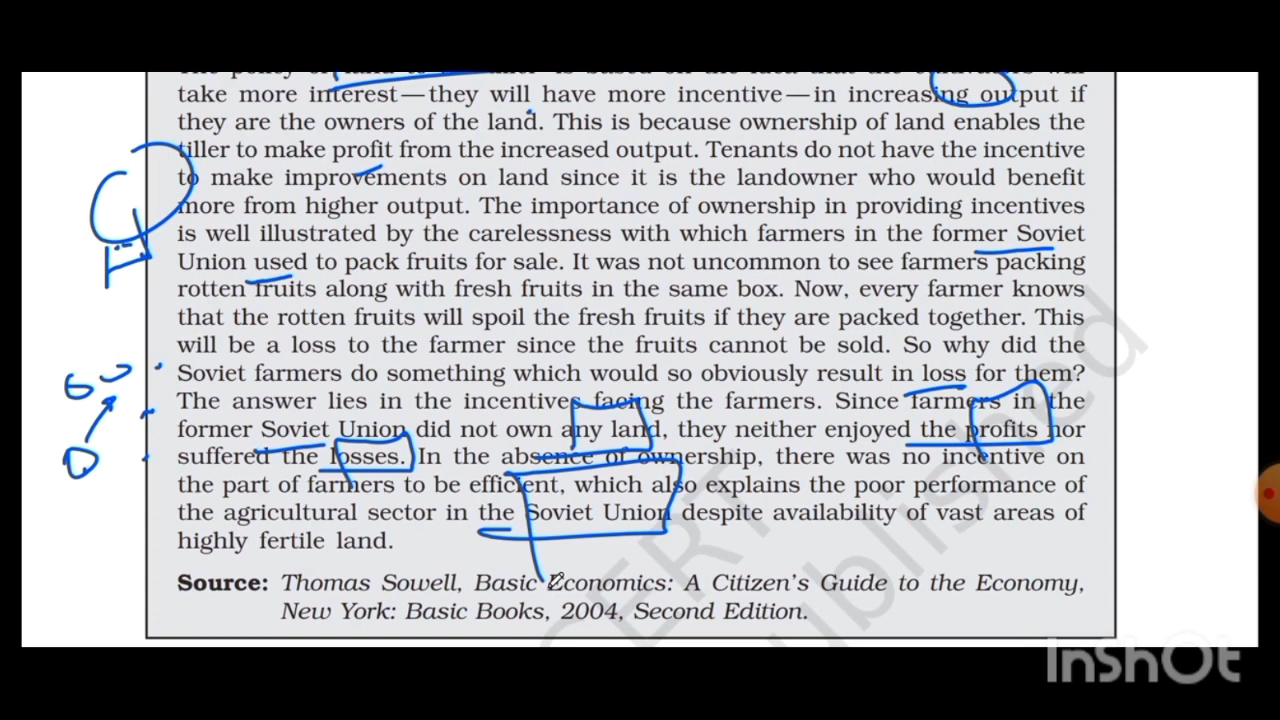 take more interest—they will have more incentive—in increasing output if
they are the owners of the land. This is because ownership of land enables the
tiller to make profit from the increased output. Tenants do not have the incentive
to make improvements on land since it is the landowner who would benefit
more from higher output. The importance of ownership in providing incentives
is well illustrated by the carelessness with which farmers in the former Soviet
Union used to pack fruits for sale. It was not uncommon to see farmers packing
rotten fruits along with fresh fruits in the same box. Now, every farmer knows
that the rotten fruits will spoil the fresh fruits if they are packed together. This
will be a loss to the farmer since the fruits cannot be sold. So why did the
Soviet farmers do something which would so obviously result in loss for them?
The answer lies in the incentives facing the farmers. Since farmers in the
former Soviet Union did not own any land, they neither enjoyed the profits nor
suffered the losses. In the absence of ownership, there was no incentive on
the part of farmers to be efficient, which also explains the poor performance of
the agricultural sector in the Soviet Union despite availability of vast areas of
highly fertile land.
Source: Thomas Sowell, Basic Economics: A Citizen's Guide to the Economy,
New York: Basic Books, 2004, Second Edition.
InShOt